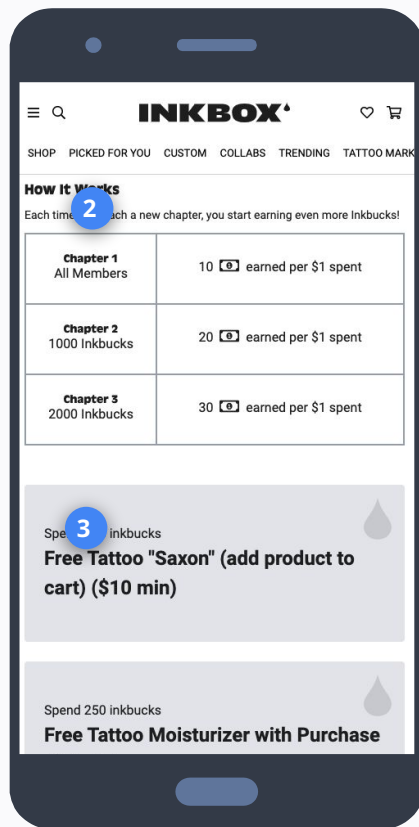 INKBOX
SHOP PICKED FOR YOU CUSTOM COLLABS TRENDING TATTOO MARK
How It Works
2
Each time ach a new chapter, you start earning even more Inkbucks!
Chapter 1
All Members
10 earned per $1 spent
Chapter 2
1000 Inkbucks
20 earned per $1 spent
Chapter 3
2000 Inkbucks
30 earned per $1 spent
3
inkbucks
Free Tattoo "Saxon" (add product to
cart) ($10 min)
Spend 250 inkbucks
Free Tattoo Moisturizer with Purchase